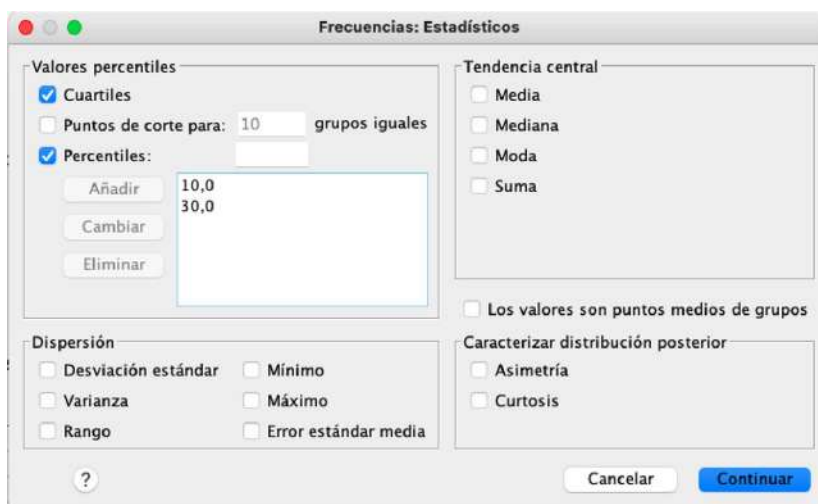 Frecuencias: Estadísticos
Valores percentiles
Cuartiles
Puntos de corte para: 10 grupos iguales
Percentiles:
Añadir
Cambiar
Eliminar
10,0
30,0
Tendencia central
Media
Mediana
Moda
Suma
Los valores son puntos medios de grupos
Dispersión
Desviación estándar Mínimo
Varianza Máximo
Rango Error estándar media
Caracterizar distribución posterior
Asimetría
Curtosis
?
Cancelar
Continuar